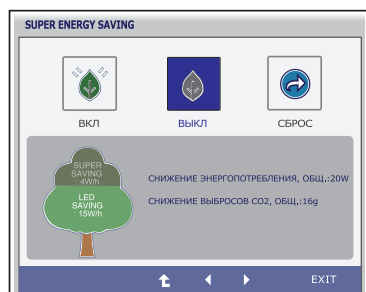 SUPER ENERGY SAVING
ВКЛ
ВЫКЛ
СБРОС
SUPER
SAVING
: 4W/h
LED
SAVING
: 15W/h
СНИЖЕНИЕ ЭНЕРГОПОТРЕБЛЕНИЯ, ОБЩ.:20W
СНИЖЕНИЕ ВЫБРОСОВ СО2, ОБЩ.:16g
EXIT